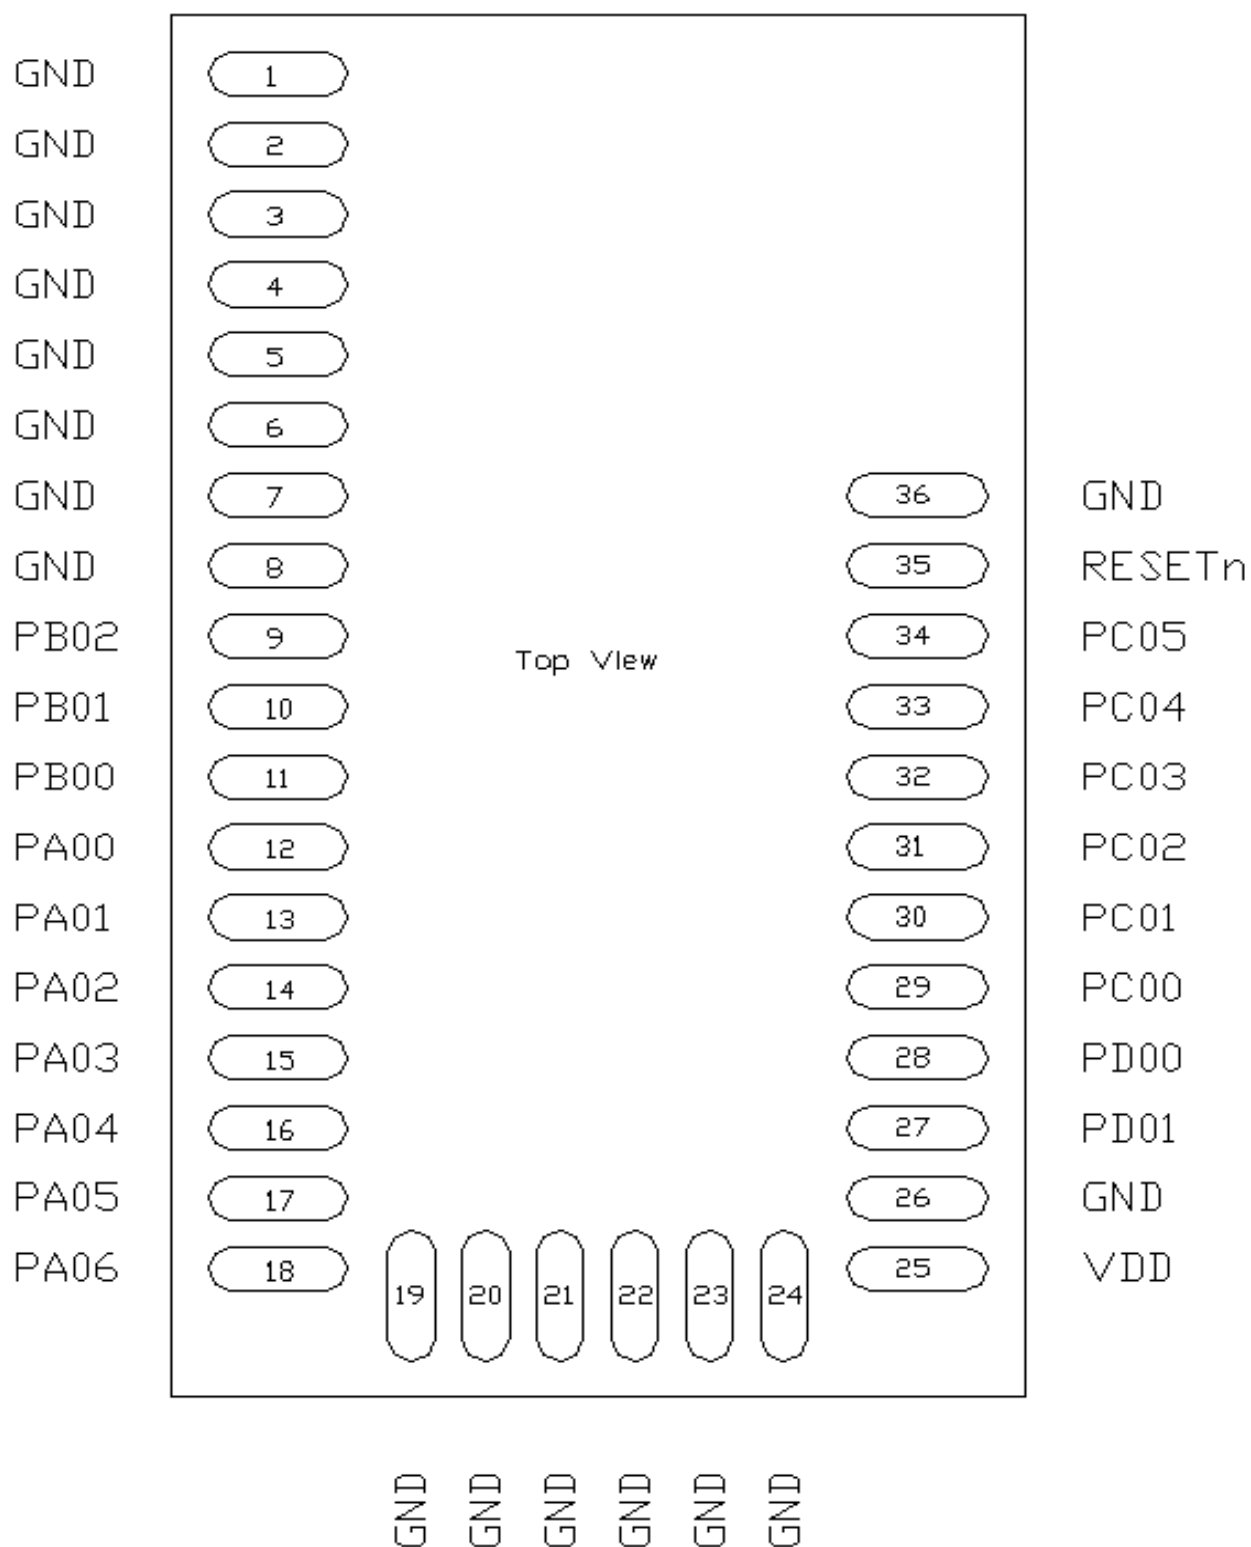 GND 1
GND 2
GND 3
GND 4
GND 5
GND 6
GND 7 36 GND
GND 8 35 RESETn
PB02 9 34 PC05
Top View
PB01 10 33 PC04
PB00 11 32 PC03
PA00 12 31 PC02
PA01 13 30 PC01
PA02 14 29 PC00
PA03 15 28 PD00
PA04 16 27 PD01
PA05 17 26 GND
PA06 18 25 VDD
19 20 21 22 23 24
GND GND GND GND GND GND